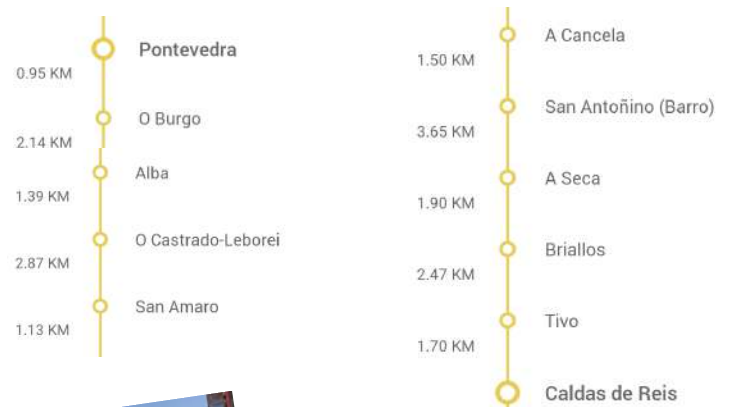 Pontevedra
0.95 KM
O Burgo
2.14 KM
Alba
1.39 KM
O Castrado-Leborei
2.87 KM
San Amaro
1.13 KM
A Cancela
1.50 KM
San Antoñino (Barro)
3.65 KM
A Seca
1.90 KM
Briallos
2.47 KM
Tivo
1.70 KM
Caldas de Reis